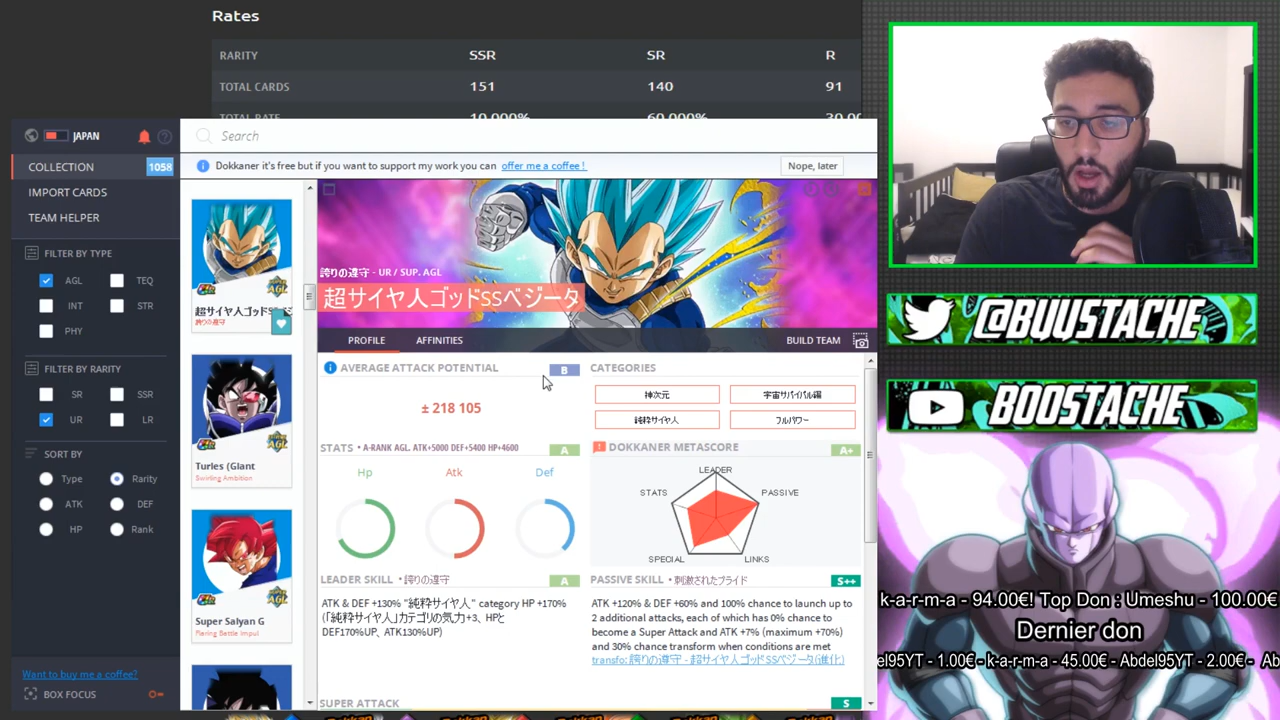 Rates
RARITY SSR SR R
TOTAL CARDS 151 140 91
TOTAL RATE 10.000% 60.000%
JAPAN
Search
COLLECTION 1058
Dokkaner it's free but if you want to support my work you can offer me a coffee !
Nope, later
IMPORT CARDS
TEAM HELPER
FILTER BY TYPE
AGL TEQ
INT STR
PHY
FILTER BY RARITY
SR SSR
UR LR
SORT BY
Type Rarity
ATK DEF
HP Rank
Want to buy me a coffee?
BOX FOCUS
誇りの遵守
Turles (Giant
Swirling Ambition
Super Saiyan G
Flaring Battle Impul
誇りの遵守 - UR / SUP. AGL
超サイヤ人ゴッドSSベジータ
PROFILE AFFINITIES BUILD TEAM
AVERAGE ATTACK POTENTIAL B
± 218 105
CATEGORIES
神次元 宇宙サバイバル編
純粋サイヤ人 フルパワー
STATS • A-RANK AGL. ATK+5000 DEF+5400 HP+4600 A
Hp Atk Def
DOKKANER METASCORE A+
LEADER
STATS PASSIVE
SPECIAL LINKS
LEADER SKILL • 誇りの遵守 A
ATK & DEF +130% "純粋サイヤ人" category HP +170%
(「純粋サイヤ人」カテゴリの気力+3、HPと
DEF170%UP、ATK130%UP)
PASSIVE SKILL • 刺激されたプライド S++
ATK +120% & DEF +60% and 100% chance to launch up to
2 additional attacks, each of which has 0% chance to
become a Super Attack and ATK +7% (maximum +70%)
and 30% chance transform when conditions are met
transfo: 誇りの遵守 - 超サイヤ人ゴッドSSベジータ(進化)
SUPER ATTACK S
@BUUSTACHE
BOOSTACHE
k-a-r-m-a - 94.00€! Top Don : Umeshu - 100.00€
Dernier don
el95YT - 1.00€ - k-a-r-m-a - 45.00€ - Abdel95YT - 2.00€ - Ab